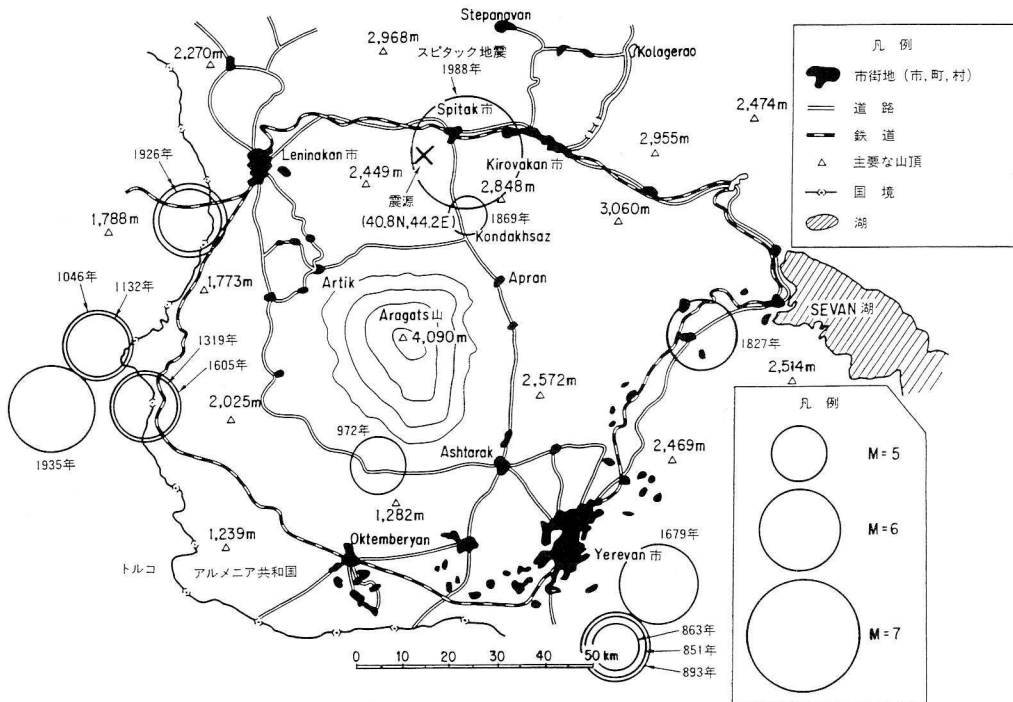 Stepanavan
2,968m
2,270m
スピタック地震
1988年
Kolagerao
Spitak市
Leninakan市
2,449m
Kirovakan市
2,848m
震源
(40.8N,44.2E)
1869年
Kondakhsaz
2,955m
2,474m
3,060m
1926年
1,788m
1,773m
Artik
Apran
Aragats山
4,090m
1046年
1132年
1319年
1605年
2,025m
1935年
972年
2,572m
Ashtarak
1,282m
2,469m
SEVAN湖
1827年
2,514m
1,239m
Oktemberyan
トルコ
アルメニア共和国
Yerevan市
1679年
863年
851年
893年
0 10 20 30 40 50 km
凡例
市街地(市,町,村)
道路
鉄道
主要な山頂
国境
湖
凡例
M=5
M=6
M=7